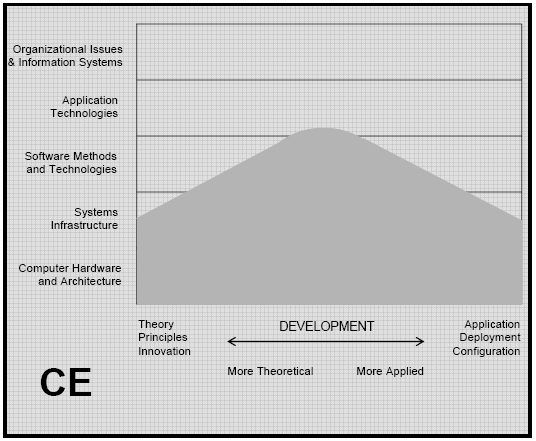 Organizational Issues
& Information Systems
Application
Technologies
Software Methods
and Technologies
Systems
Infrastructure
Computer Hardware
and Architecture
Theory
Principles
Innovation
DEVELOPMENT
Application
Deployment
Configuration
More Theoretical
More Applied
CE